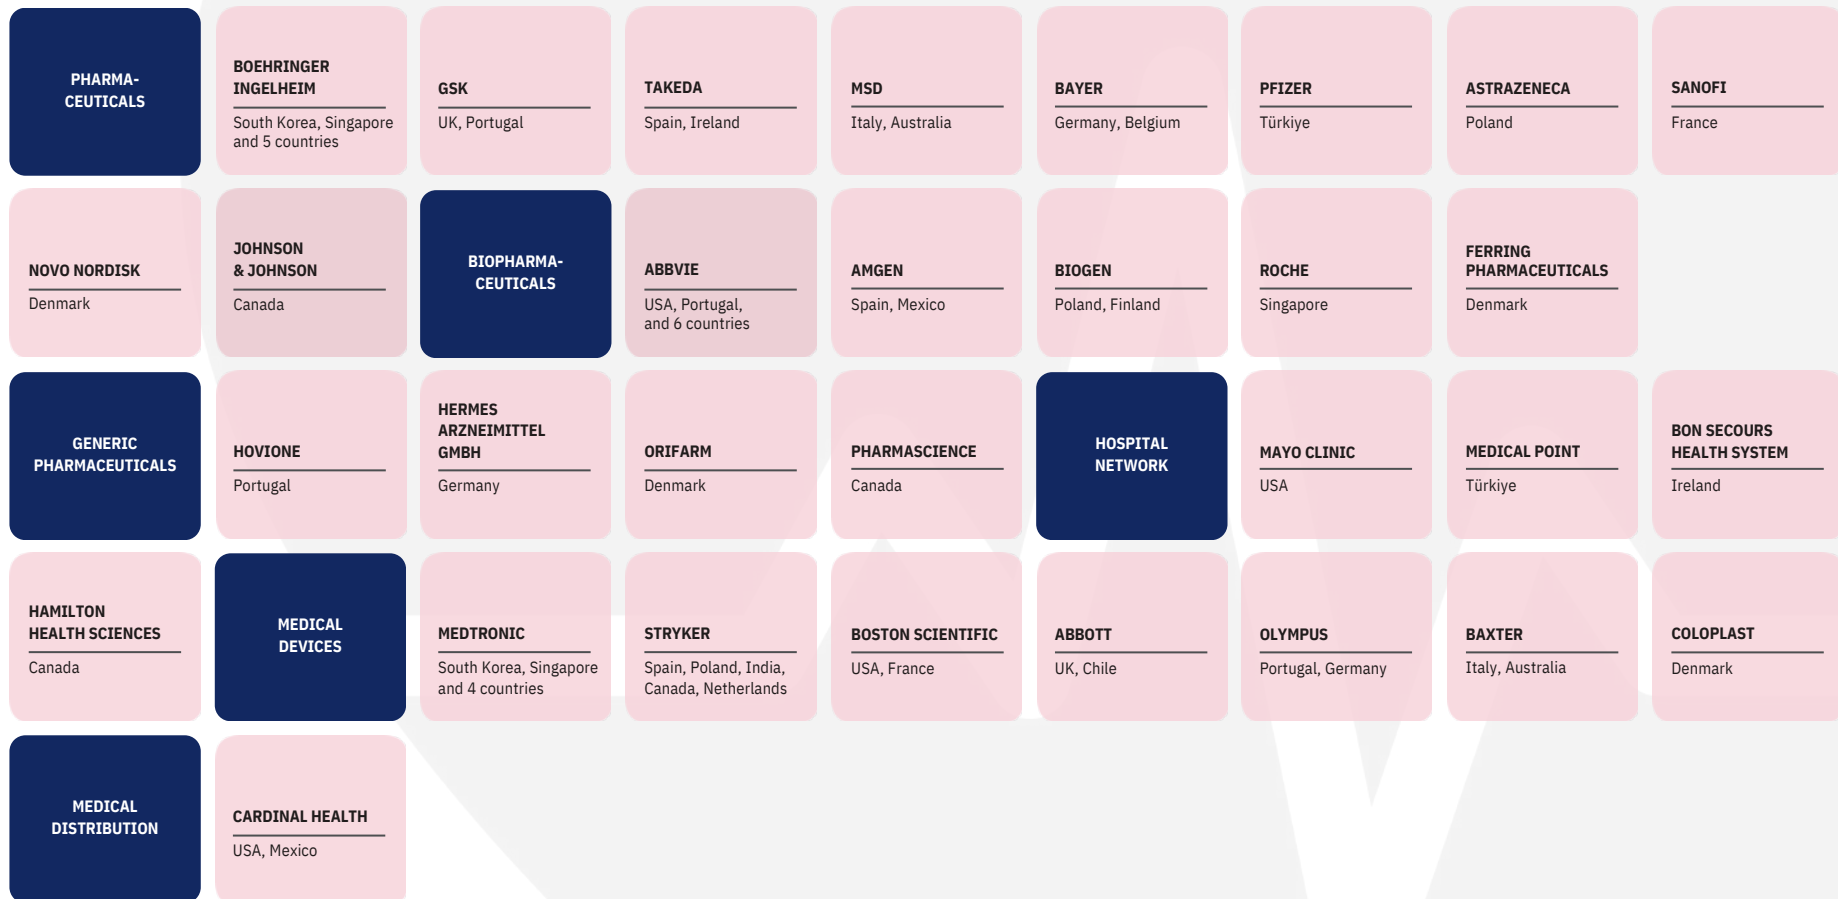 PHARMA-
CEUTICALS
BOEHRINGER
INGELHEIM
South Korea, Singapore
and 5 countries
GSK
UK, Portugal
TAKEDA
Spain, Ireland
MSD
Italy, Australia
BAYER
Germany, Belgium
PFIZER
Türkiye
ASTRAZENECA
Poland
SANOFI
France
NOVO NORDISK
Denmark
JOHNSON
& JOHNSON
Canada
BIOPHARMA-
CEUTICALS
ABBVIE
USA, Portugal,
and 6 countries
AMGEN
Spain, Mexico
BIOGEN
Poland, Finland
ROCHE
Singapore
FERRING
PHARMACEUTICALS
Denmark
GENERIC
PHARMACEUTICALS
HOVIONE
Portugal
HERMES
ARZNEIMITTEL
GMBH
Germany
ORIFARM
Denmark
PHARMASCIENCE
Canada
HOSPITAL
NETWORK
MAYO CLINIC
USA
MEDICAL POINT
Türkiye
BON SECOURS
HEALTH SYSTEM
Ireland
HAMILTON
HEALTH SCIENCES
Canada
MEDICAL
DEVICES
MEDTRONIC
South Korea, Singapore
and 4 countries
STRYKER
Spain, Poland, India,
Canada, Netherlands
BOSTON SCIENTIFIC
USA, France
ABBOTT
UK, Chile
OLYMPUS
Portugal, Germany
BAXTER
Italy, Australia
COLOPLAST
Denmark
MEDICAL
DISTRIBUTION
CARDINAL HEALTH
USA, Mexico